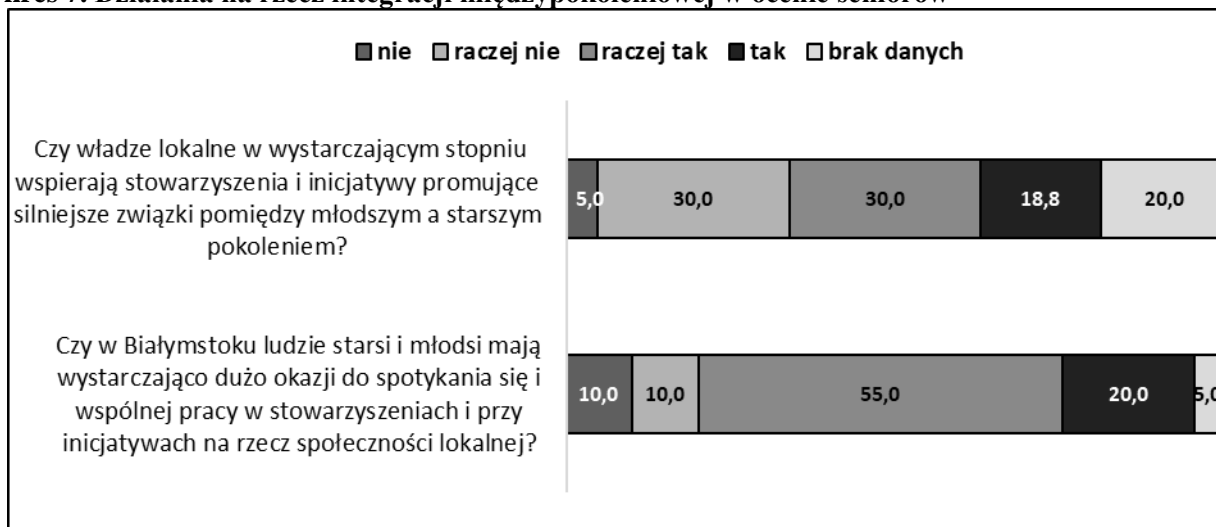 Działania na rzecz integracji międzypokoleniowej w ocenie seniorów
nie raczej nie raczej tak tak brak danych
Czy władze lokalne w wystarczającym stopniu
wspierają stowarzyszenia i inicjatywy promujące
silniejsze związki pomiędzy młodszym a starszym
pokoleniem?
5,0 30,0 30,0 18,8 20,0
Czy w Białymstoku ludzie starsi i młodsi mają
wystarczająco dużo okazji do spotykania się i
wspólnej pracy w stowarzyszeniach i przy
inicjatywach na rzecz społeczności lokalnej?
10,0 10,0 55,0 20,0 5,0